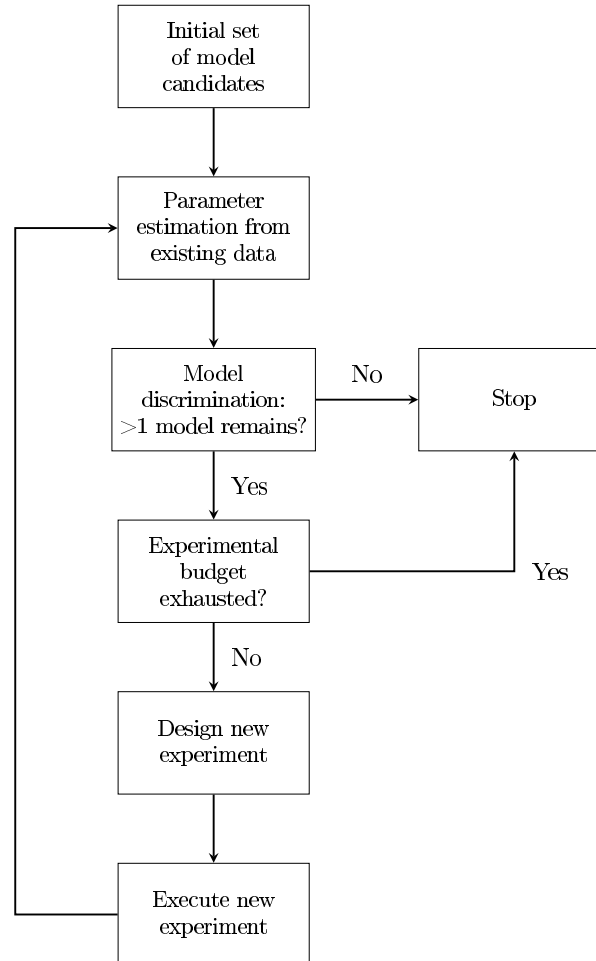 Initial set
of model
candidates
Parameter
estimation from
existing data
Model
discrimination:
>1 model remains?
No
Stop
Yes
Experimental
budget
exhausted?
Yes
No
Design new
experiment
Execute new
experiment